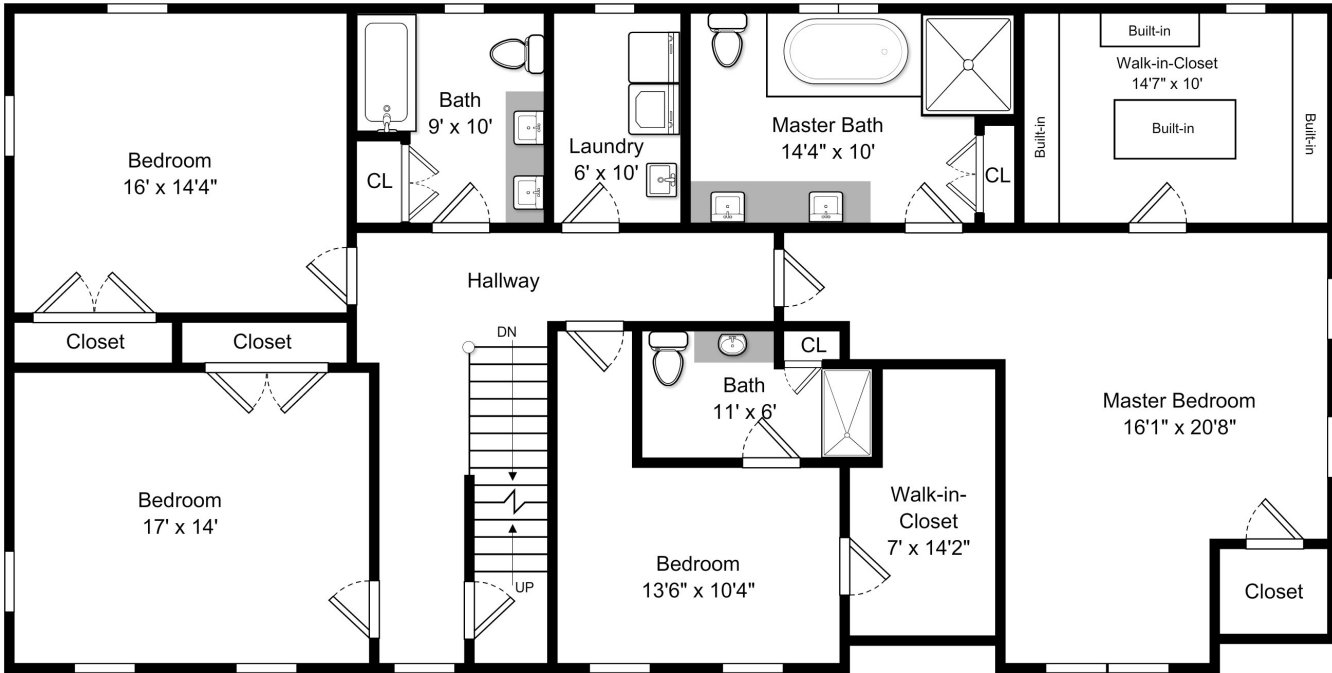 Built-in
Walk-in-Closet
14'7" x 10'
Built-in
Built-in
Built-in
Bath
9' x 10'
Laundry
6' x 10'
Master Bath
14'4" x 10'
CL
CL
Bedroom
16' x 14'4"
Hallway
DN
Closet
Closet
CL
Bath
11' x 6'
Master Bedroom
16'1" x 20'8"
Bedroom
17' x 14'
Walk-in-
Closet
7' x 14'2"
Bedroom
13'6" x 10'4"
UP
Closet